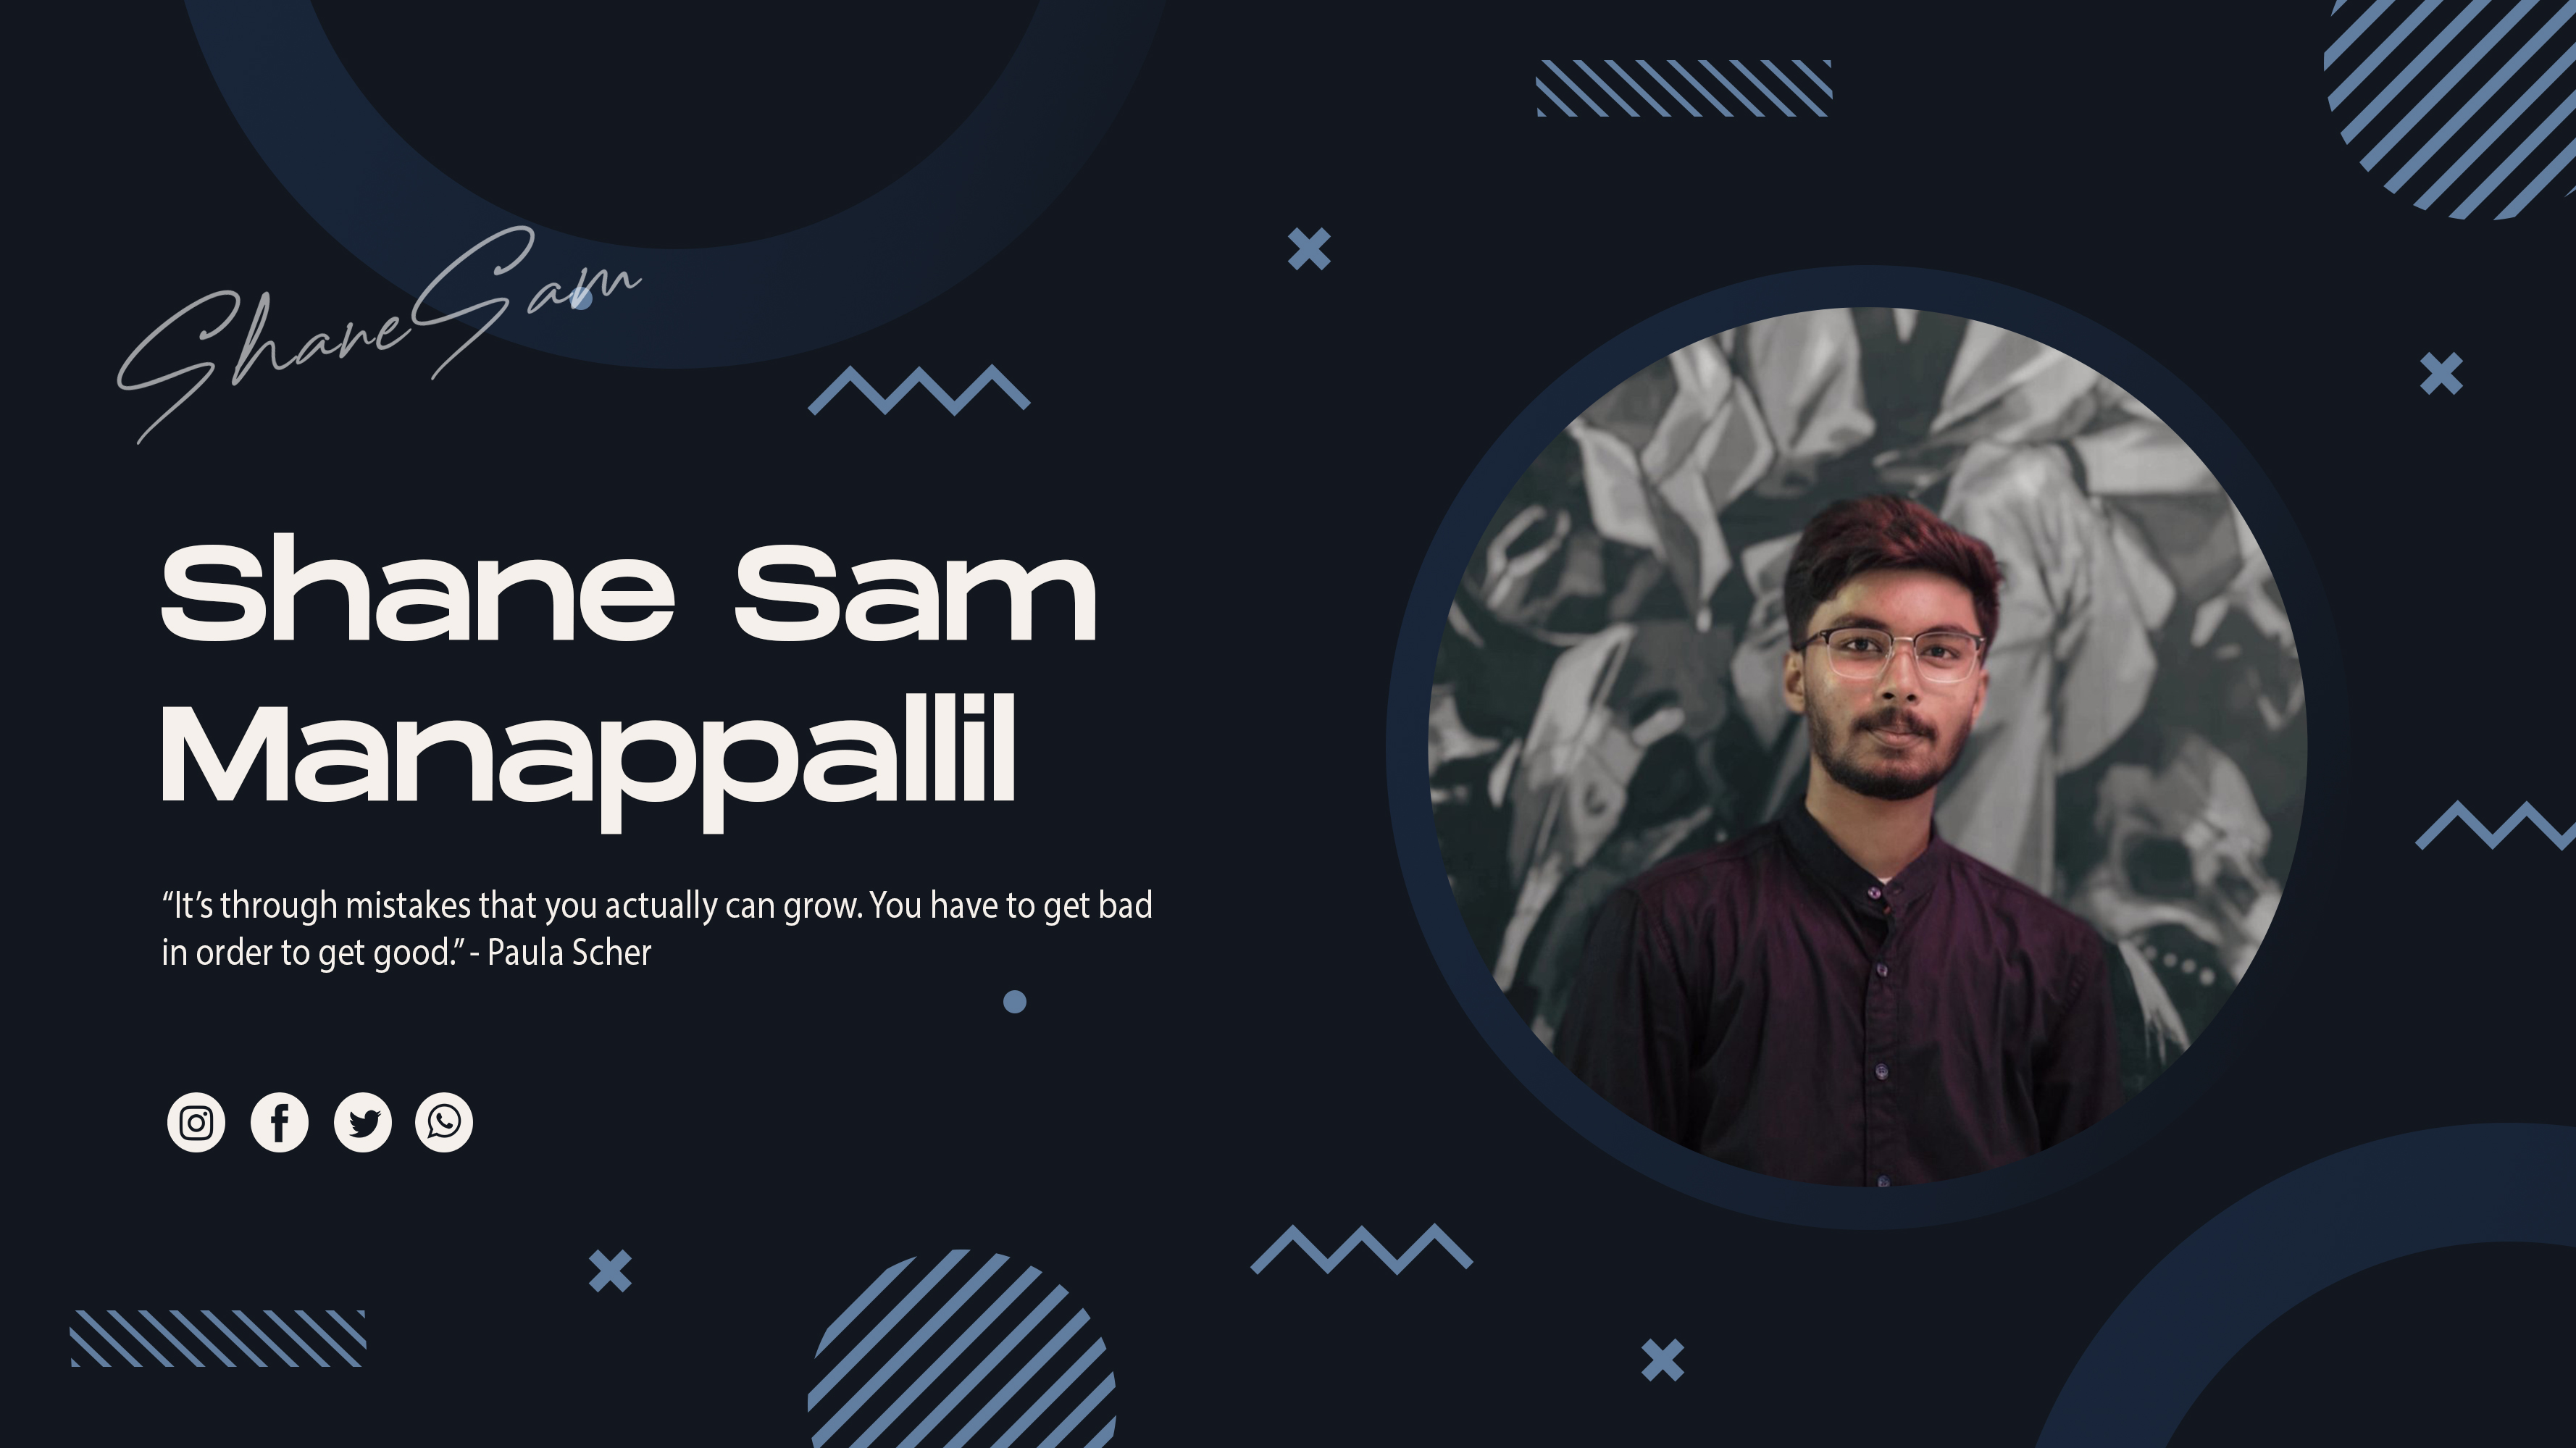 Shane Sam
Shane Sam
Manappallil
“It’s through mistakes that you actually can grow. You have to get bad
in order to get good.” - Paula Scher